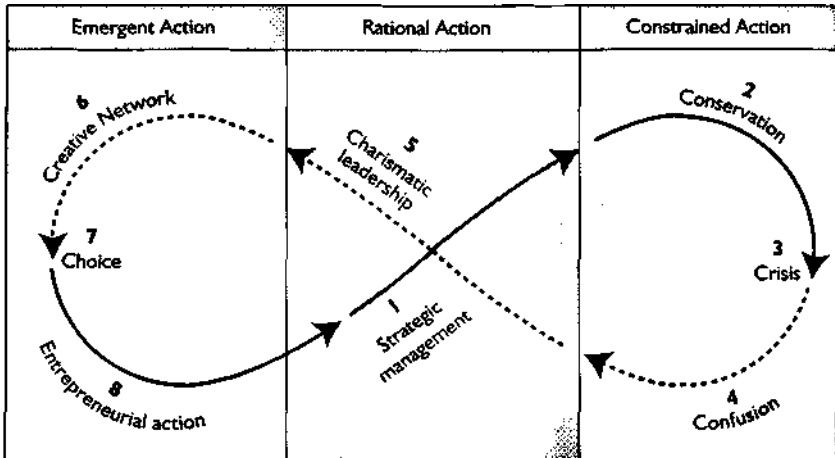 Emergent Action
Rational Action
Constrained Action
6
Creative Network
7
Choice
8
Entrepreneurial action
5
Charismatic
leadership
1
Strategic
management
2
Conservation
3
Crisis
4
Confusion